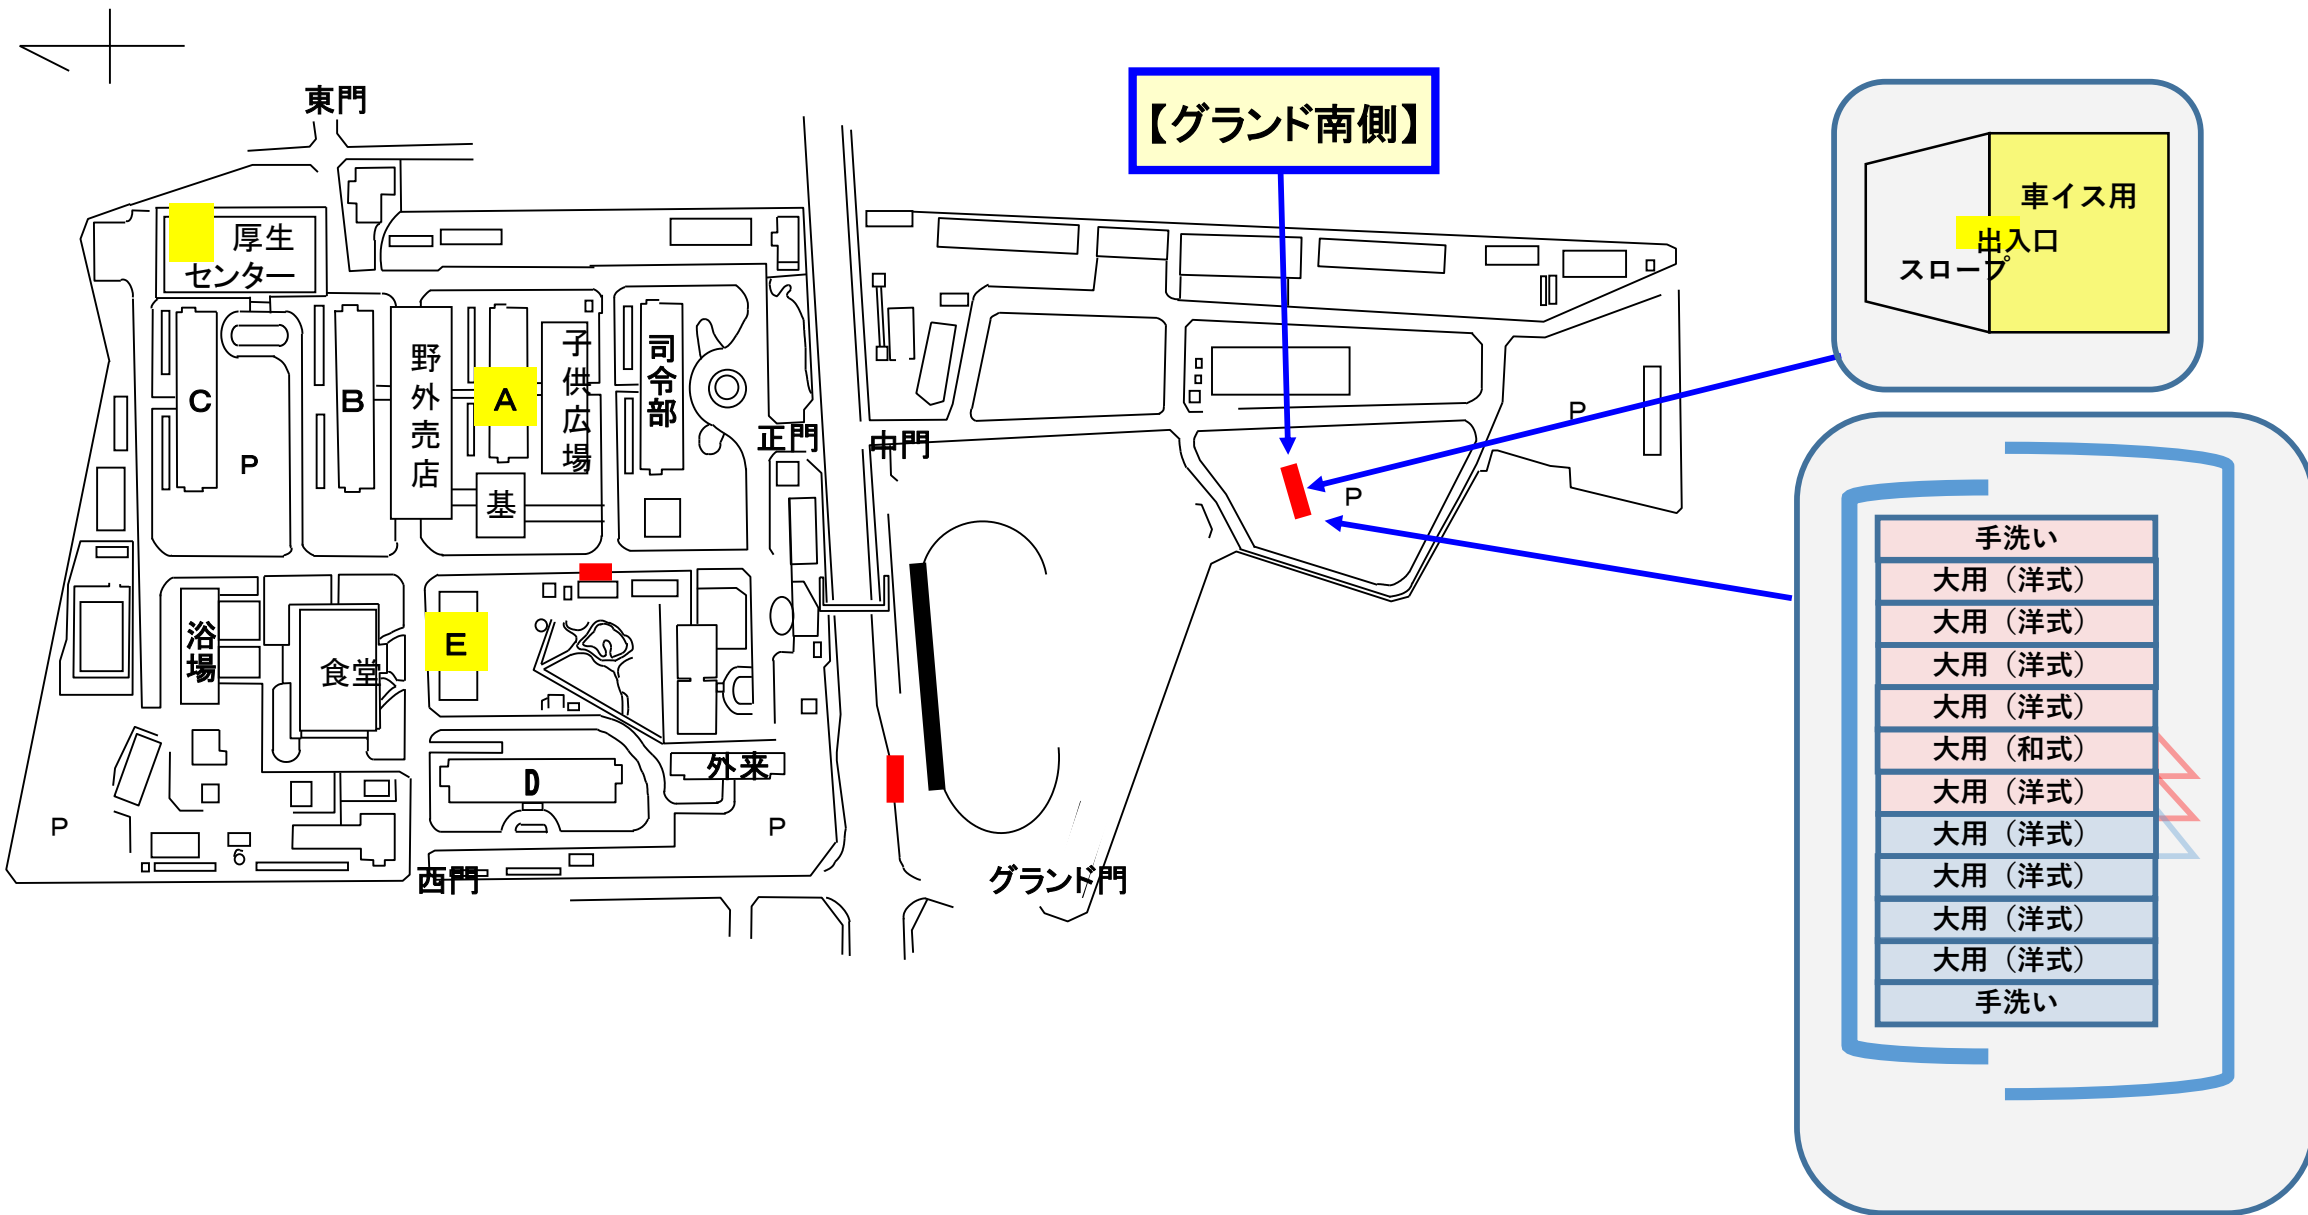 東門
【グランド南側】
厚生
センター
車イス用
出入口
スロープ
C
P
B
野外売店
A
子供広場
司令部
基
正門
中門
P
P
浴場
食堂
E
D
外来
P
6
P
西門
グランド門
手洗い
大用（洋式）
大用（洋式）
大用（洋式）
大用（洋式）
大用（和式）
大用（洋式）
大用（洋式）
大用（洋式）
大用（洋式）
大用（洋式）
手洗い